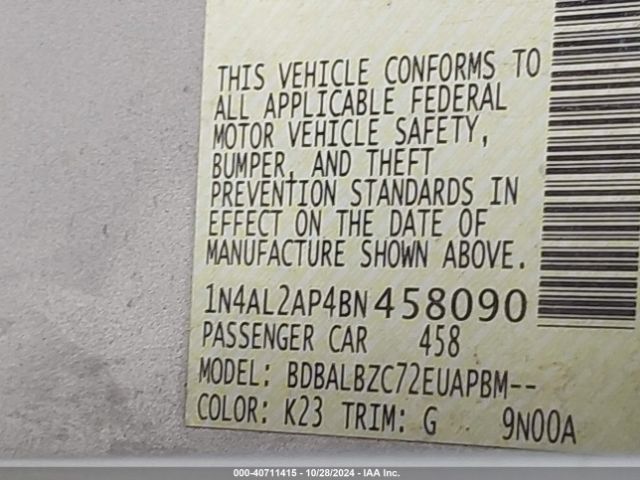 THIS VEHICLE CONFORMS TO
ALL APPLICABLE FEDERAL
MOTOR VEHICLE SAFETY,
BUMPER, AND THEFT
PREVENTION STANDARDS IN
EFFECT ON THE DATE OF
MANUFACTURE SHOWN ABOVE.
1N4AL2AP4BN458090
PASSENGER CAR 458
MODEL: BDBALBZC72EUAPBM--
COLOR: K23 TRIM: G 9N00A
000-40711415 - 10/28/2024 - IAA Inc.